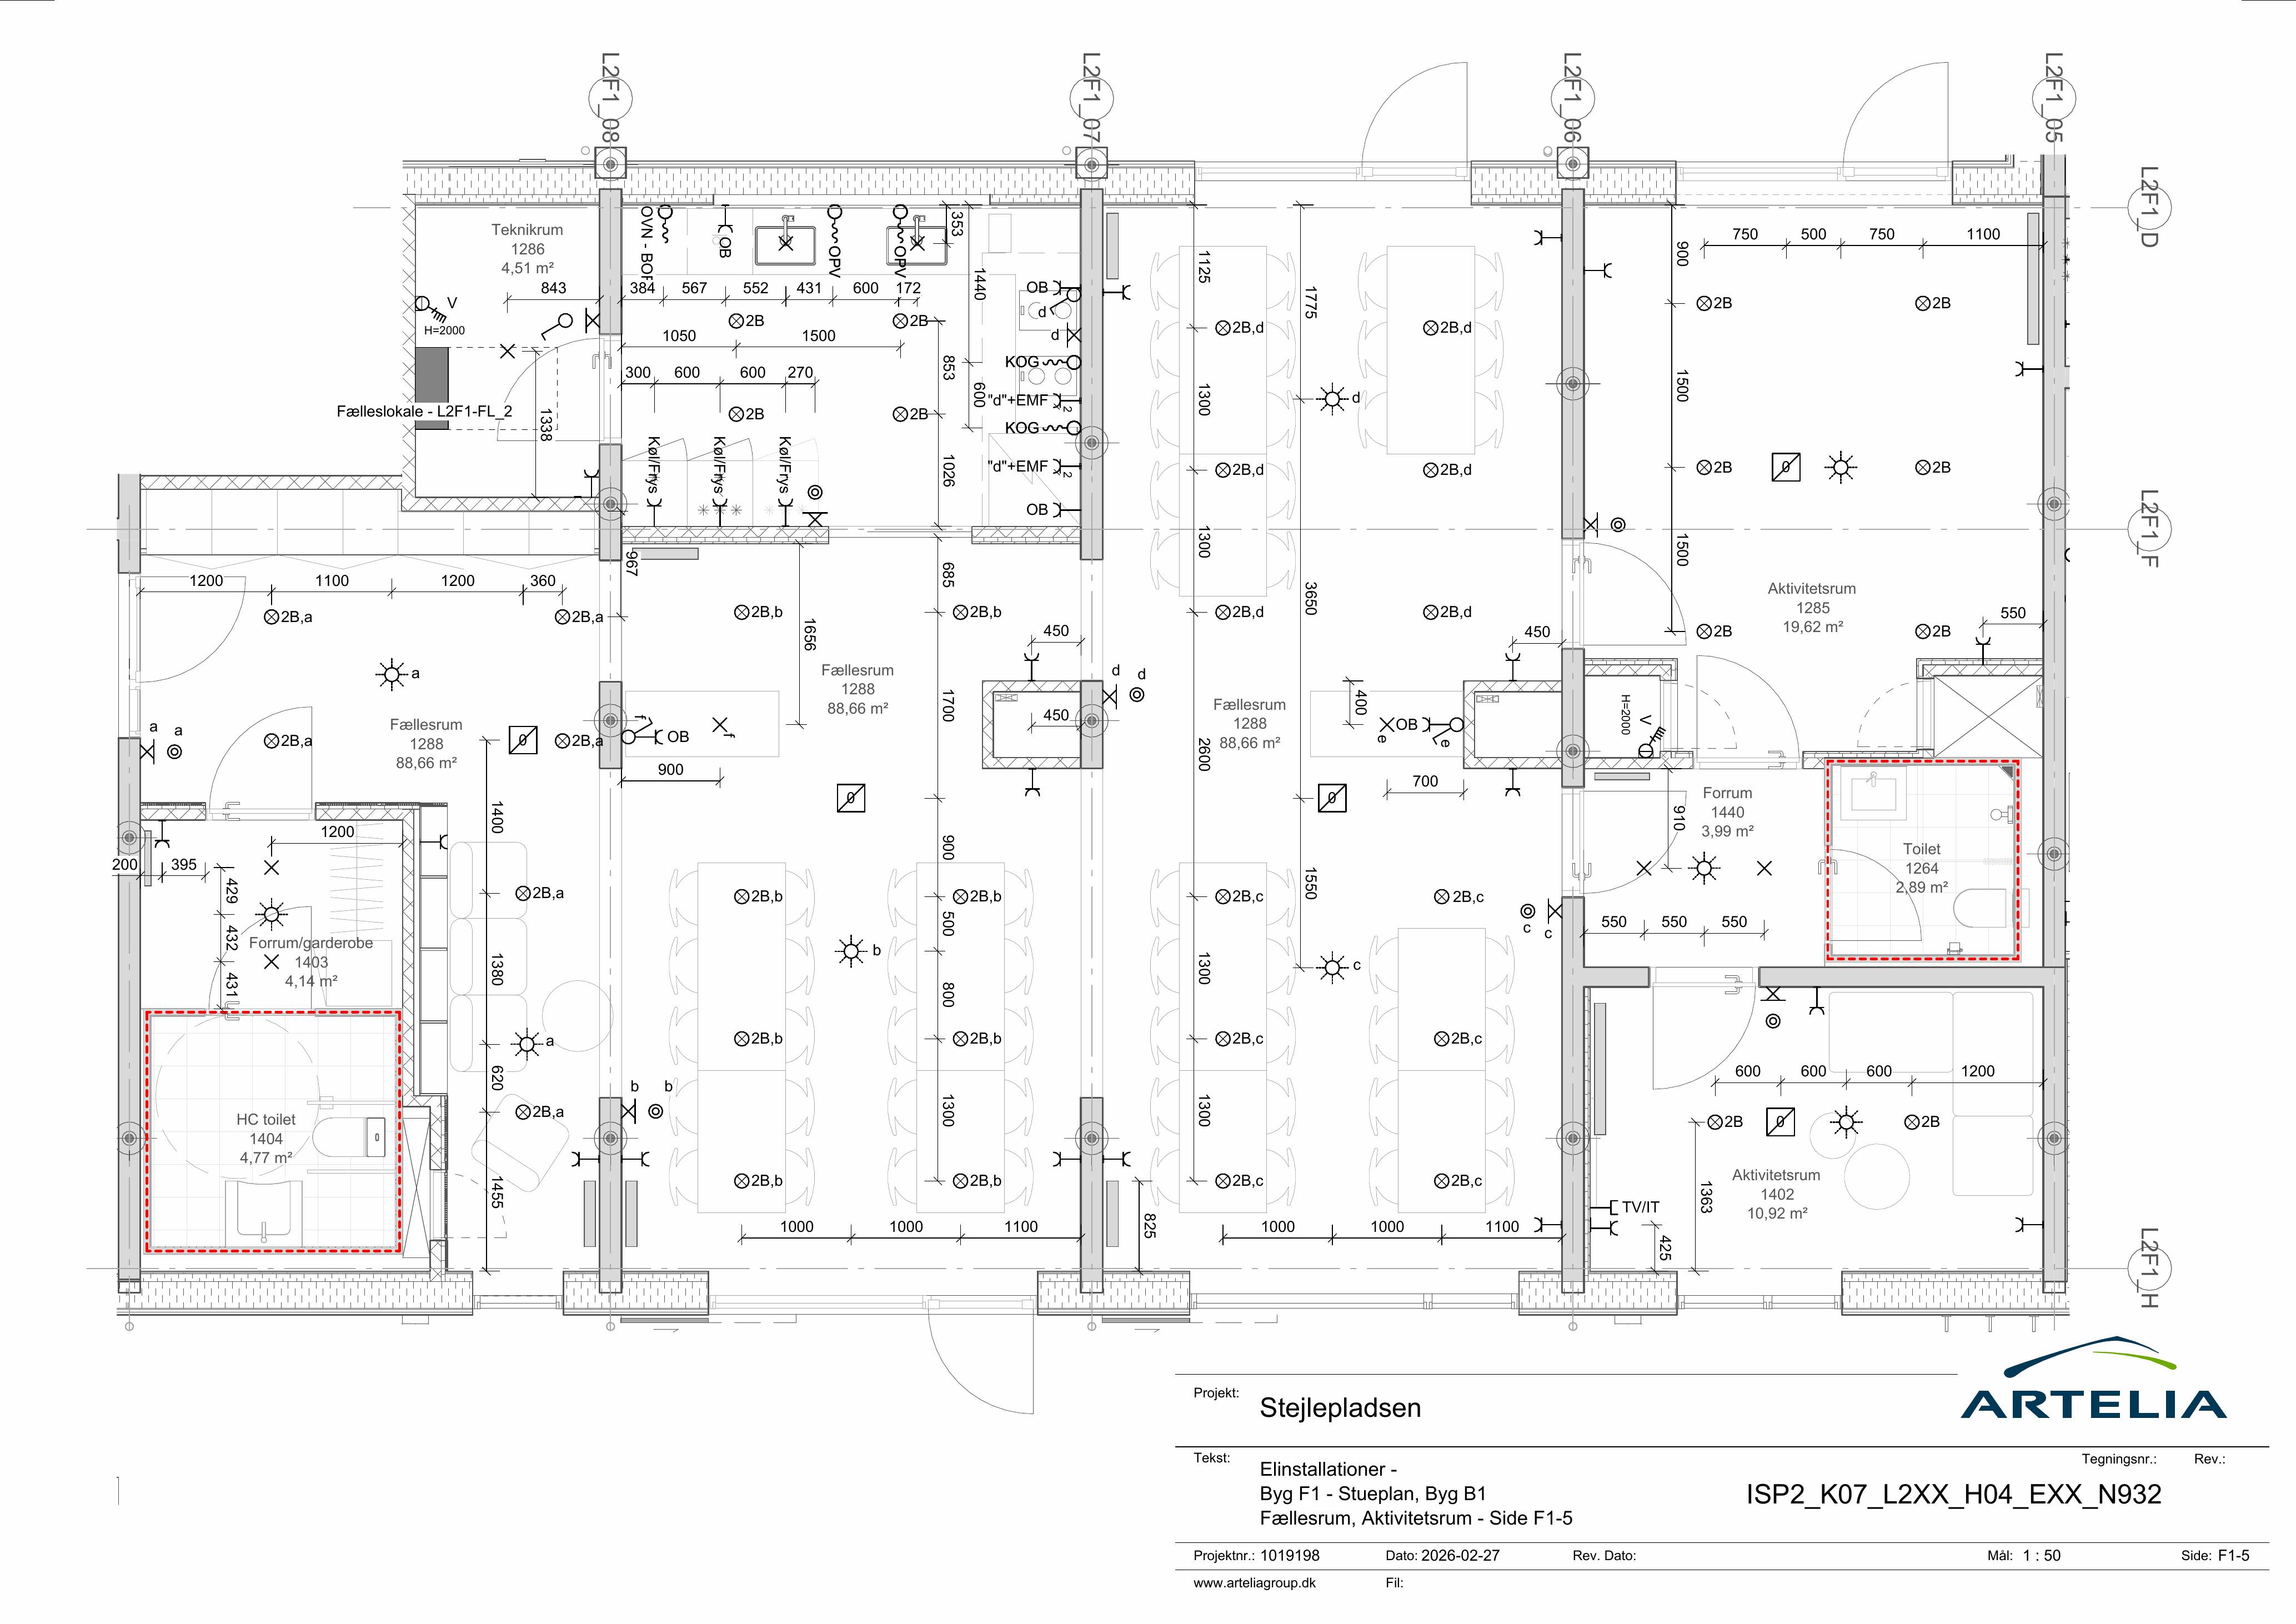 L2F1_08
L2F1_07
L2F1_06
L2F1_05
L2F1_D
L2F1_F
L2F1_H
Teknikrum
1286
4,51 m²
843
V
H=2000
1338
Fælleslokale - L2F1-FL_2
OVN - BOR
OB
OPV
OPV
353
384
567
552
431
600
172
1440
2B
2B
1050
1500
853
300
600
600
270
600
2B
2B
1026
Køl/Frys
Køl/Frys
Køl/Frys
OB
d
d
KOG
"d"+EMF
2
KOG
"d"+EMF
2
OB
1125
1775
2B,d
2B,d
1300
d
2B,d
2B,d
1300
3650
2B,d
2B,d
900
750
500
750
1100
2B
2B
1500
2B
0
2B
1500
Aktivitetsrum
1285
19,62 m²
550
2B
2B
1200
1100
1200
360
967
2B,a
2B,a
a
Fællesrum
1288
88,66 m²
a
a
2B,a
0
2B,a
2B,b
2B,b
1656
685
Fællesrum
1288
88,66 m²
1700
450
450
d
d
f
OB
f
900
0
Fællesrum
1288
88,66 m²
2600
450
400
OB
e
e
700
0
H=2000
V
Forrum
1440
3,99 m²
910
550
550
550
Toilet
1264
2,89 m²
1200
200
395
429
432
431
Forrum/garderobe
1403
4,14 m²
HC toilet
1404
4,77 m²
1400
2B,a
1380
a
620
2B,a
1455
b
b
2B,b
2B,b
900
500
b
800
2B,b
2B,b
1300
2B,b
2B,b
1000
1000
1100
825
2B,c
2B,c
1550
c
c
c
1300
2B,c
2B,c
1300
2B,c
2B,c
1000
1000
1100
600
600
600
1200
2B
0
2B
1363
Aktivitetsrum
1402
10,92 m²
TV/IT
425
ARTELIA
Projekt:
Stejlepladsen
Tekst:
Elinstallationer -
Byg F1 - Stueplan, Byg B1
Fællesrum, Aktivitetsrum - Side F1-5
Tegningsnr.:
Rev.:
ISP2_K07_L2XX_H04_EXX_N932
Projektnr.: 1019198
Dato: 2026-02-27
Rev. Dato:
Mål: 1 : 50
Side: F1-5
www.arteliagroup.dk
Fil: